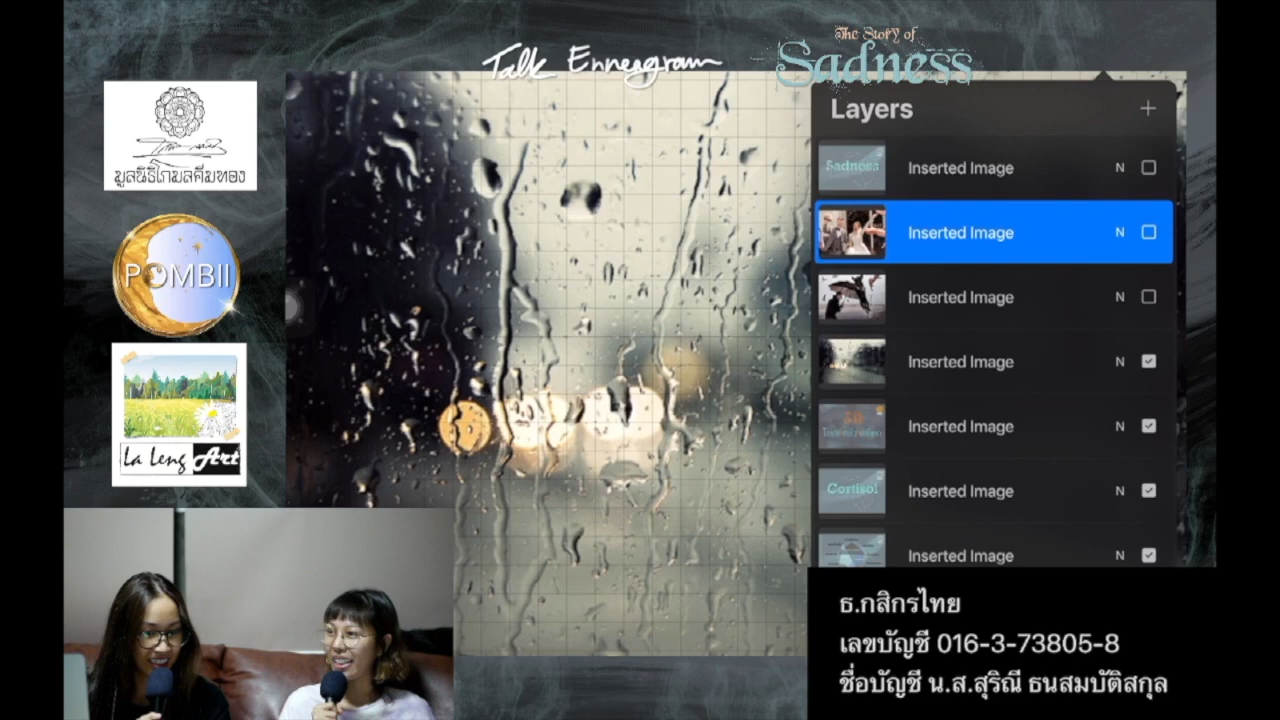 The Story of
Talk Enneagram
Sadness
Layers
Sadness
Inserted Image N
Inserted Image N
Inserted Image N
Inserted Image N
Inserted Image N
Cortisol
Inserted Image N
Inserted Image N
มูลนิธิโกมลคีมทอง
POMBII
La Leng Art
ธ.กสิกรไทย
เลขบัญชี 016-3-73805-8
ชื่อบัญชี น.ส.สุริณี ธนสมบัติสกุล